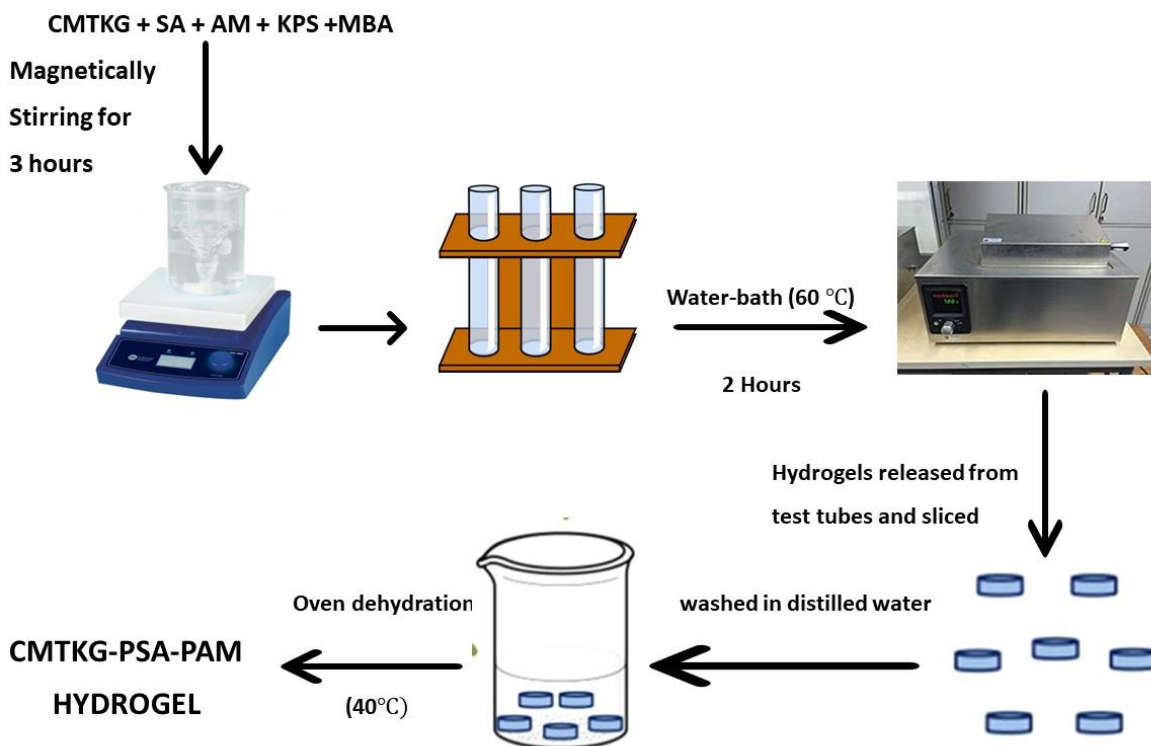 CMTKG + SA + AM + KPS +MBA
Magnetically
Stirring for
3 hours
Water-bath (60 °C)
2 Hours
Hydrogels released from
test tubes and sliced
washed in distilled water
Oven dehydration
(40°C)
CMTKG-PSA-PAM
HYDROGEL